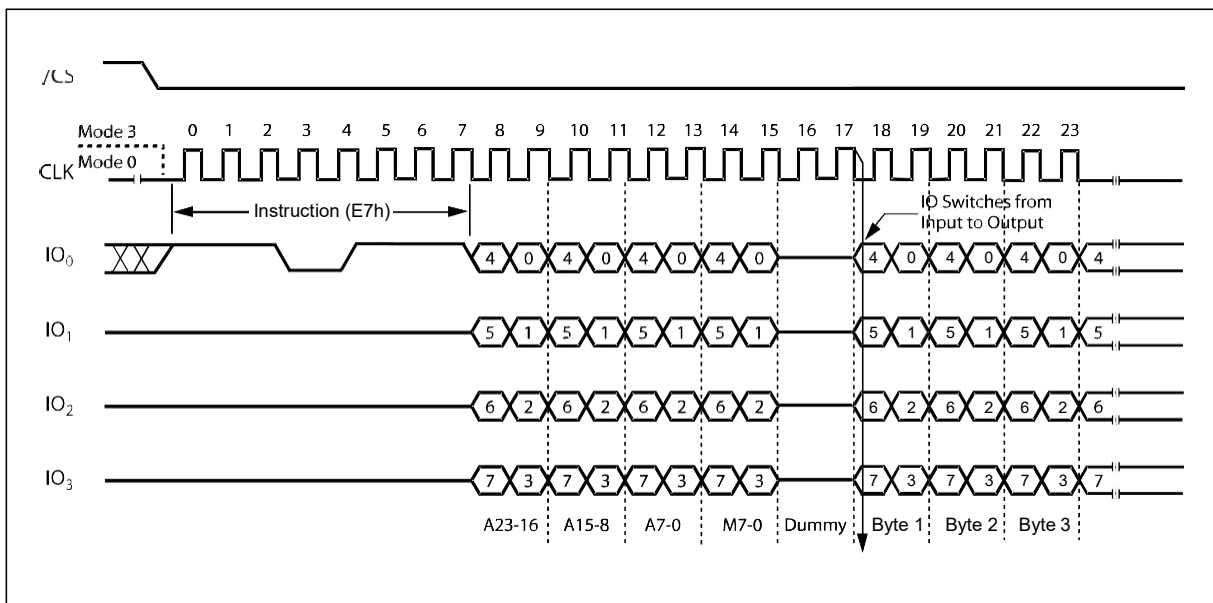 /CS
Mode 3
0 1 2 3 4 5 6 7 8 9 10 11 12 13 14 15 16 17 18 19 20 21 22 23
Mode 0
CLK
Instruction (E7h)
IO Switches from
Input to Output
IO0 4 0 4 0 4 0 4 0 4 0 4 0 4 0 4
IO1 5 1 5 1 5 1 5 1 5 1 5 1 5 1 5
IO2 6 2 6 2 6 2 6 2 6 2 6 2 6 2 6
IO3 7 3 7 3 7 3 7 3 7 3 7 3 7 3 7
A23-16 A15-8 A7-0 M7-0 Dummy Byte 1 Byte 2 Byte 3